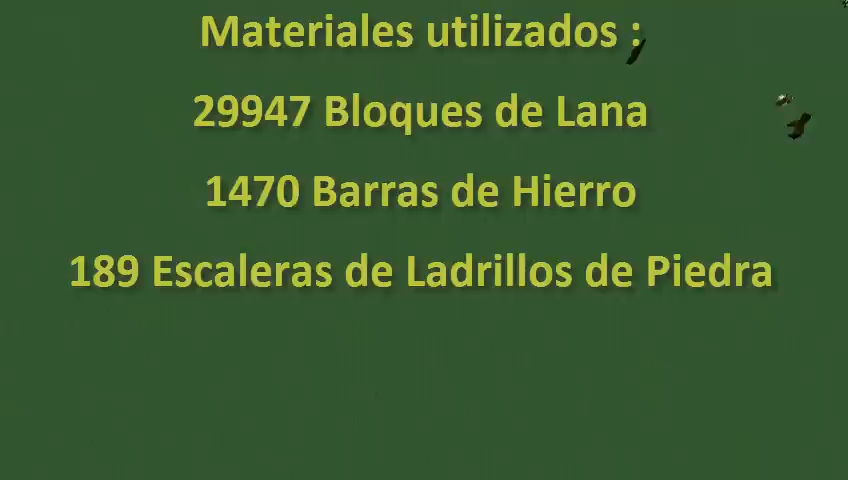 Materiales utilizados :
29947 Bloques de Lana
1470 Barras de Hierro
189 Escaleras de Ladrillos de Piedra